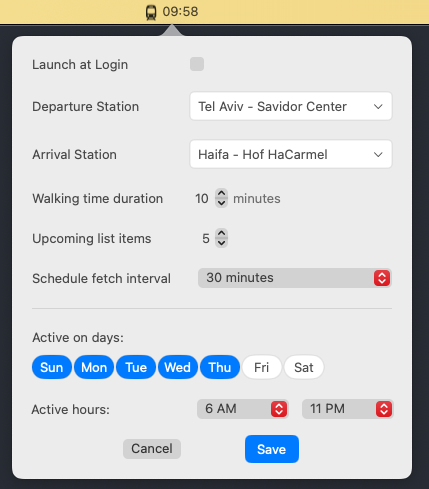 09:58
Launch at Login
Departure Station Tel Aviv - Savidor Center
Arrival Station Haifa - Hof HaCarmel
Walking time duration 10 minutes
Upcoming list items 5
Schedule fetch interval 30 minutes
Active on days:
Sun Mon Tue Wed Thu Fri Sat
Active hours: 6 AM 11 PM
Cancel Save